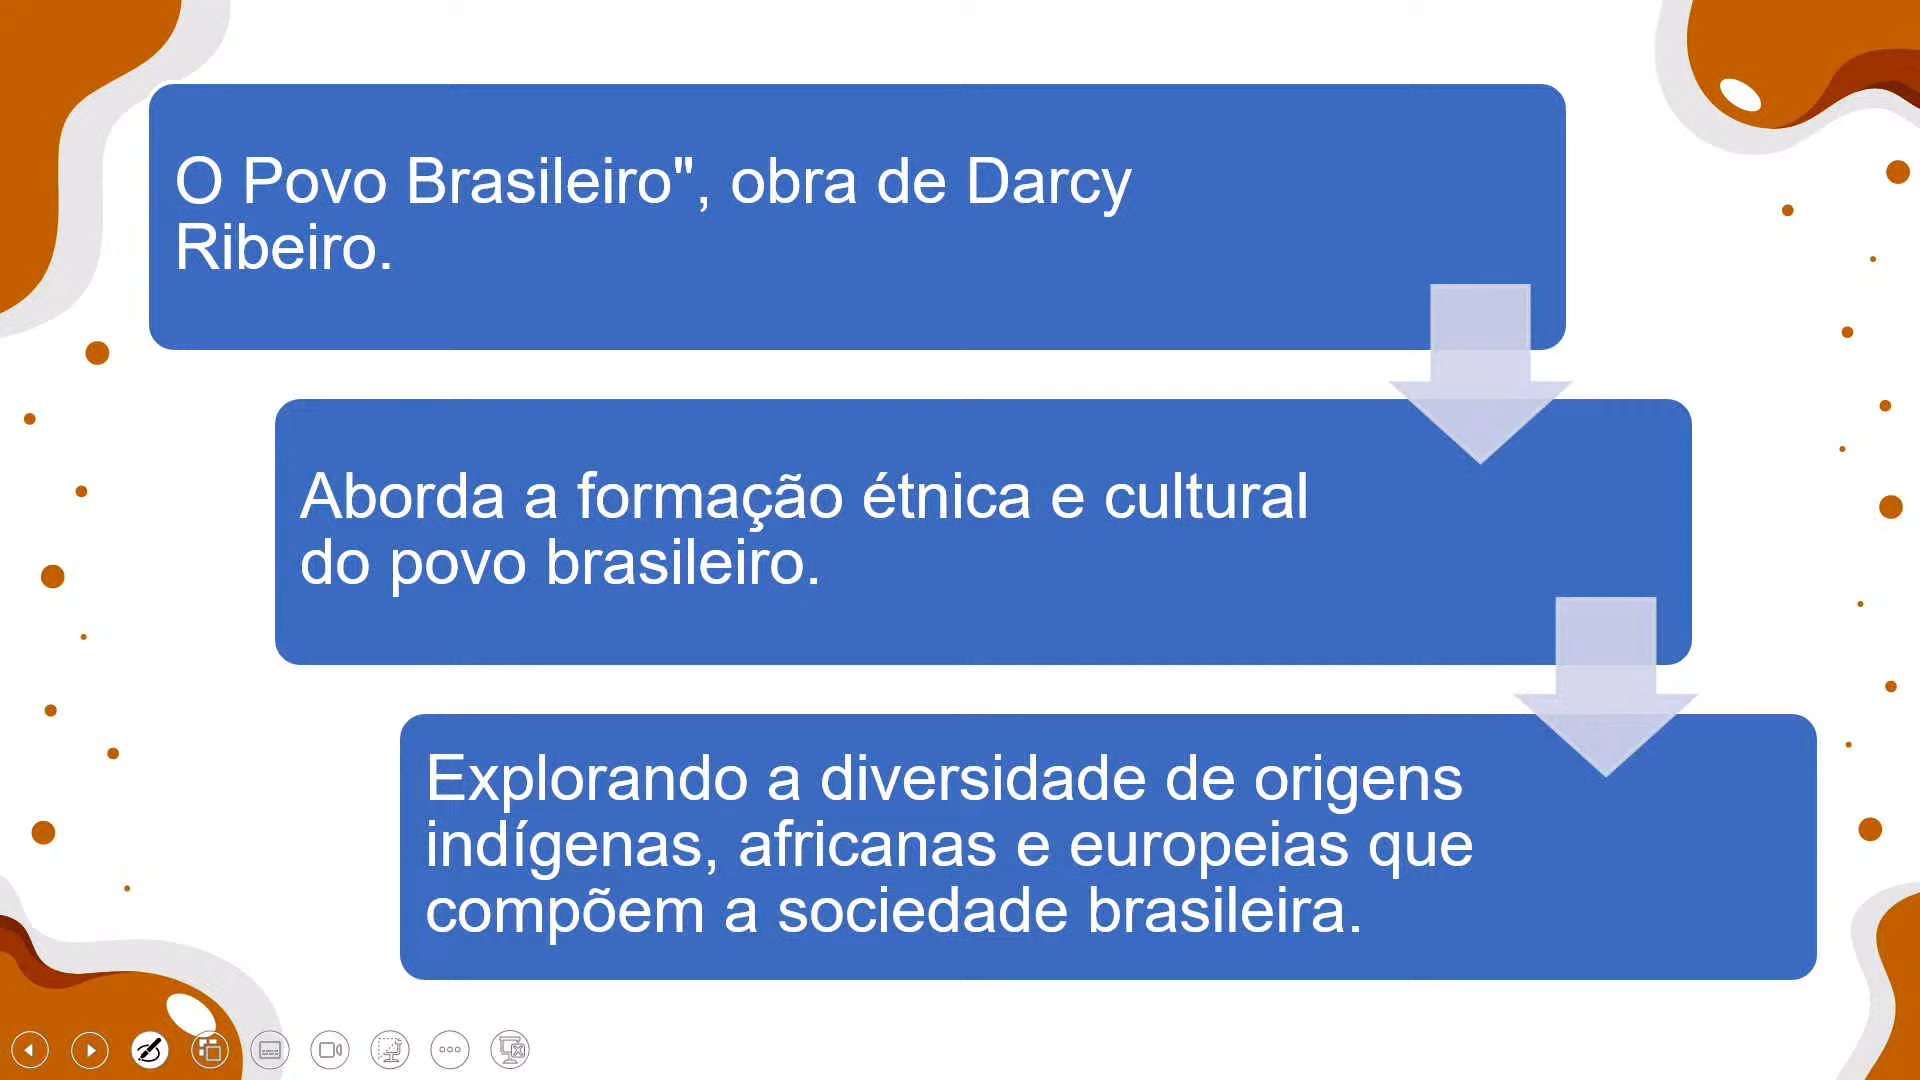 O Povo Brasileiro", obra de Darcy
Ribeiro.
Aborda a formação étnica e cultural
do povo brasileiro.
Explorando a diversidade de origens
indígenas, africanas e europeias que
compõem a sociedade brasileira.